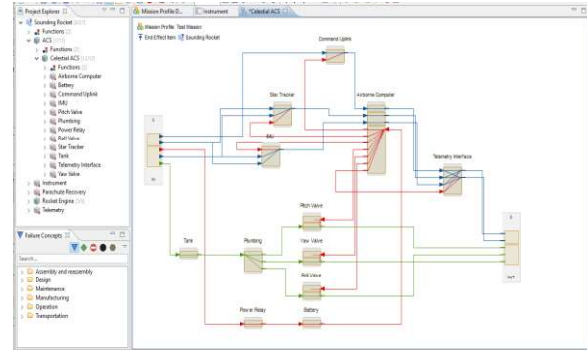 Project Explorer
Sounding Rocket
Functions
ACS
Functions
Celestial ACS
Functions
Airborne Computer
Battery
Command Uplink
IMU
Pitch Valve
Plumbing
Power Relay
Roll Valve
Star Tracker
Tank
Telemetry Interface
Yaw Valve
Instrument
Parachute Recovery
Rocket Engine
Telemetry
Failure Concepts
Search...
Assembly and reassembly
Design
Maintenance
Manufacturing
Operation
Transportation
Mission Profile D... Instrument *Celestial ACS
Mission Profile: Test Mission
End Effect Item Sounding Rocket
Command Uplink
Star Tracker
Airborne Computer
IMU
Telemetry Interface
Pitch Valve
Tank
Plumbing
Yaw Valve
Roll Valve
Power Relay
Battery